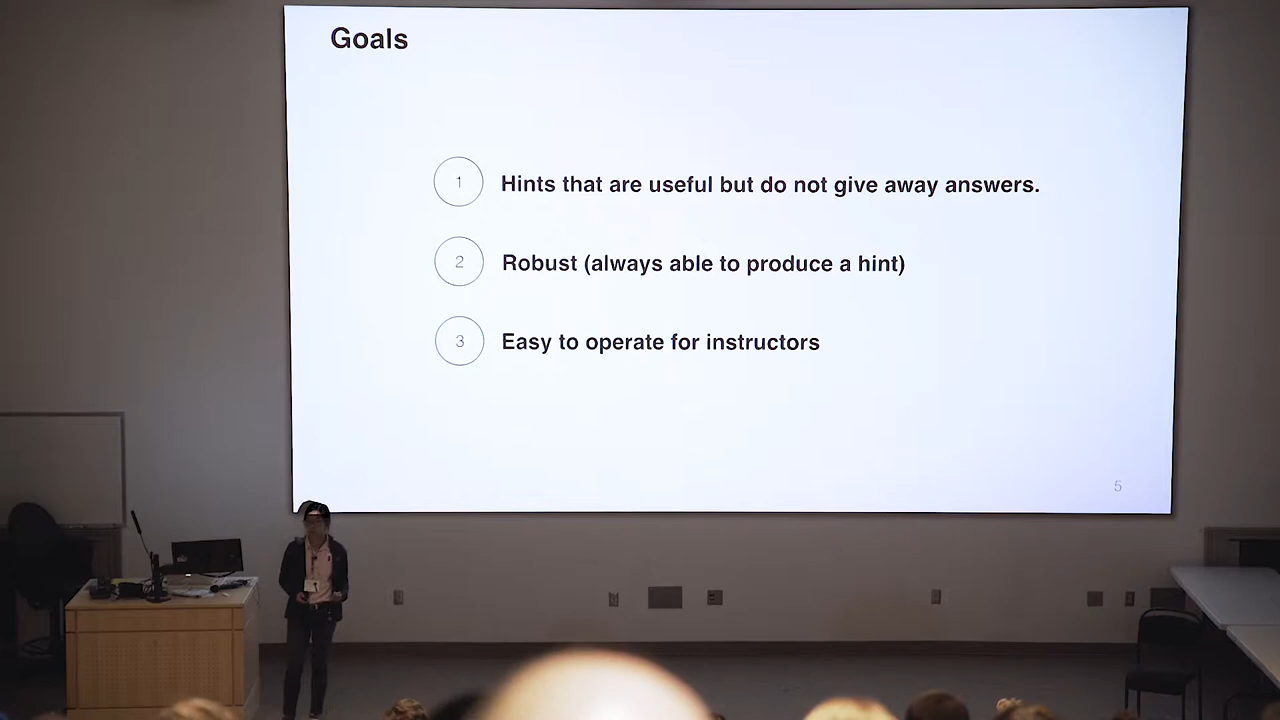 Goals
1
Hints that are useful but do not give away answers.
2
Robust (always able to produce a hint)
3
Easy to operate for instructors
5